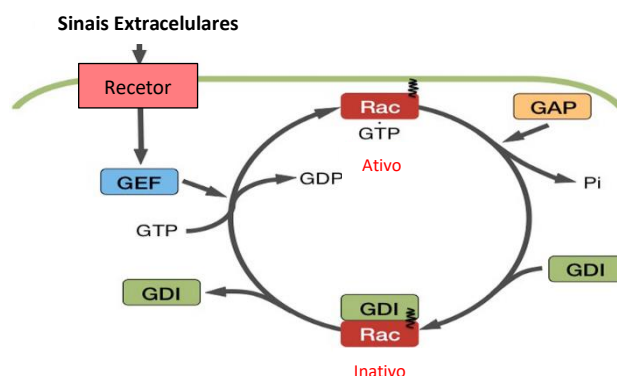 Sinais Extracelulares
Recetor
Rac
GTP
Ativo
GAP
GEF
GDP
Pi
GTP
GDI
GDI
GDI
Rac
Inativo